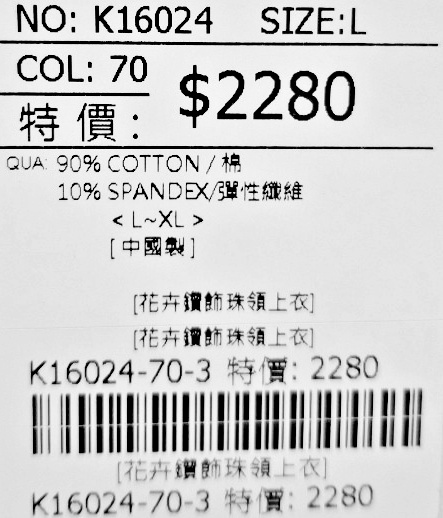 NO: K16024 SIZE:L
COL: 70
$2280
特價:
QUA: 90% COTTON / 棉
10% SPANDEX/彈性纖維
< L~XL >
[中國製]
[花卉鑽飾珠領上衣]
[花卉鑽飾珠領上衣]
K16024-70-3 特價: 2280
[花卉鑽飾珠領上衣]
K16024-70-3 特價: 2280